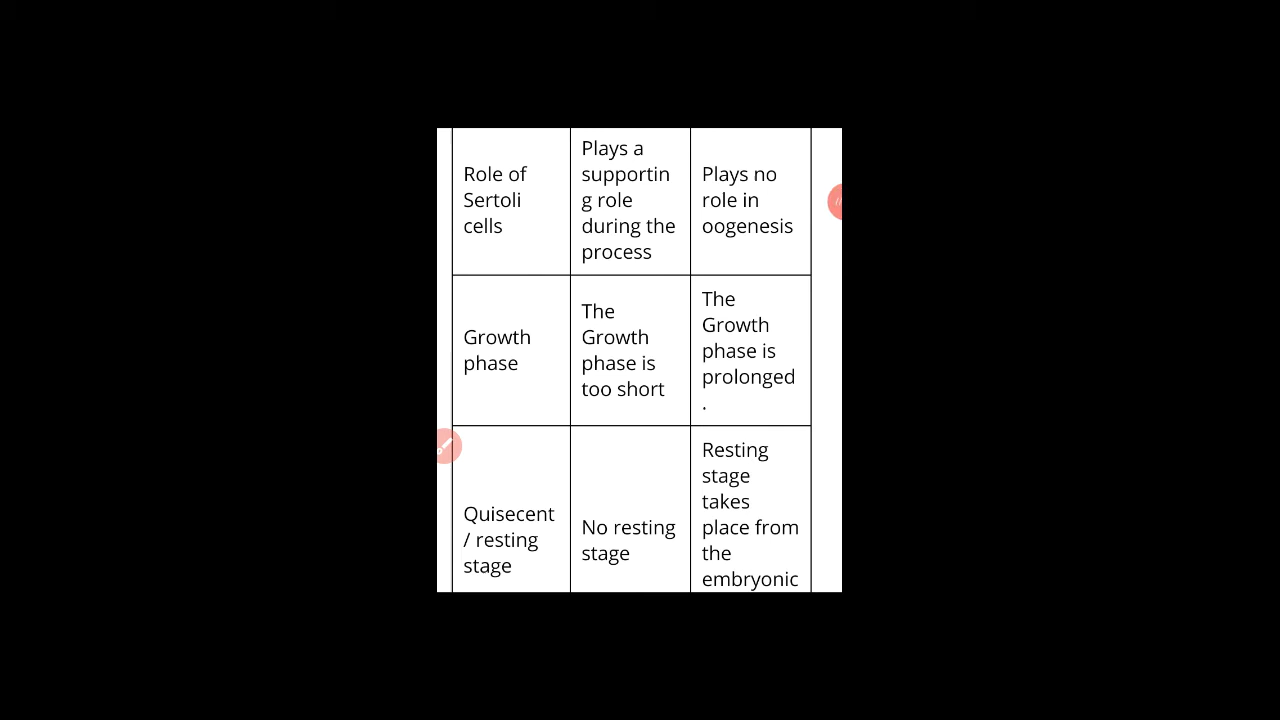 Role of
Sertoli
cells
Plays a
supportin
g role
during the
process
Plays no
role in
oogenesis
Growth
phase
The
Growth
phase is
too short
The
Growth
phase is
prolonged
.
Quisecent
/ resting
stage
No resting
stage
Resting
stage
takes
place from
the
embryonic